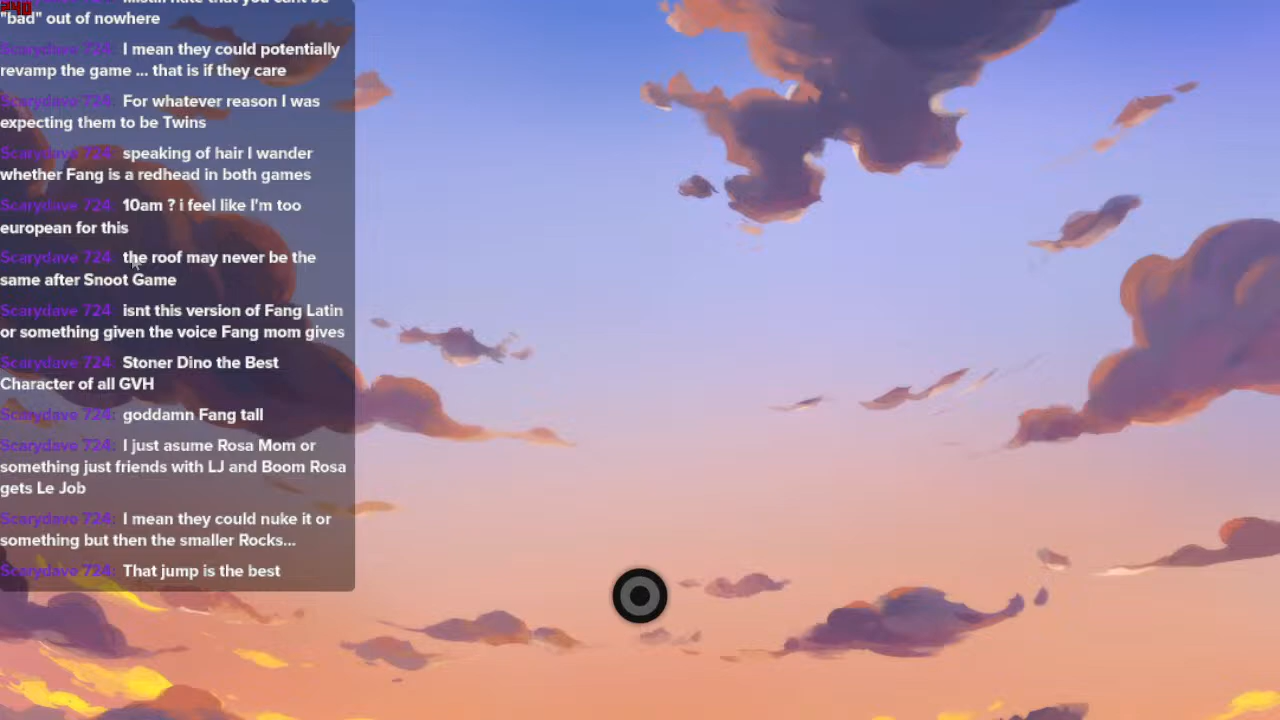 "bad" out of nowhere
Scarydave 724: I mean they could potentially
revamp the game ... that is if they care
Scarydave 724: For whatever reason I was
expecting them to be Twins
Scarydave 724: speaking of hair I wander
whether Fang is a redhead in both games
Scarydave 724: 10am ? i feel like I'm too
european for this
Scarydave 724: the roof may never be the
same after Snoot Game
Scarydave 724: isnt this version of Fang Latin
or something given the voice Fang mom gives
Scarydave 724: Stoner Dino the Best
Character of all GVH
Scarydave 724: goddamn Fang tall
Scarydave 724: I just asume Rosa Mom or
something just friends with LJ and Boom Rosa
gets Le Job
Scarydave 724: I mean they could nuke it or
something but then the smaller Rocks...
Scarydave 724: That jump is the best